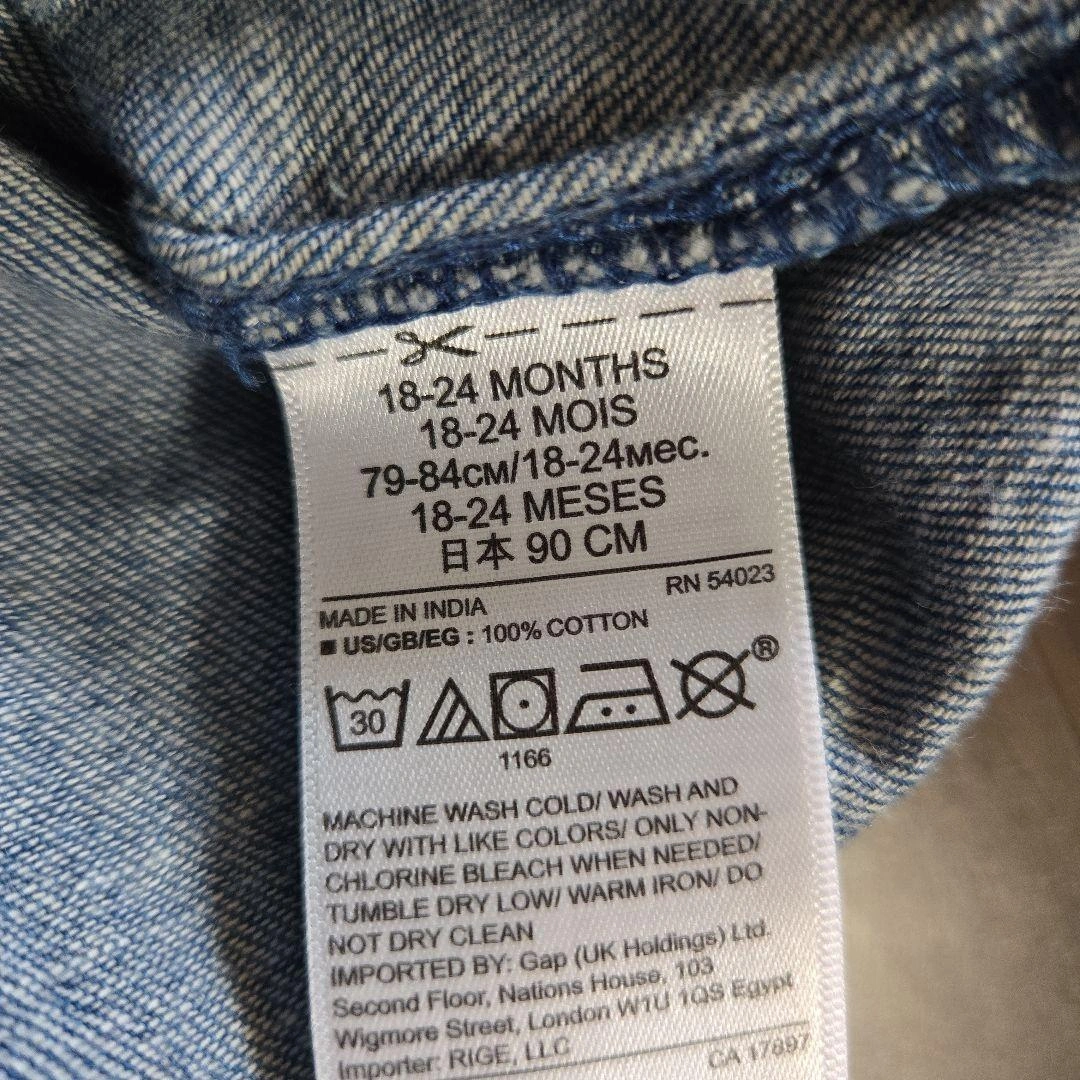 18-24 MONTHS
18-24 MOIS
79-84см/18-24мес.
18-24 MESES
日本 90 CM
RN 54023
MADE IN INDIA
■ US/GB/EG : 100% COTTON
30
®
1166
MACHINE WASH COLD/ WASH AND
DRY WITH LIKE COLORS/ ONLY NON-
CHLORINE BLEACH WHEN NEEDED/
TUMBLE DRY LOW/ WARM IRON/ DO
NOT DRY CLEAN
IMPORTED BY: Gap (UK Holdings) Ltd.
Second Floor, Nations House, 103
Wigmore Street, London W1U 1QS Egypt
Importer: RIGE, LLC
CA 17897